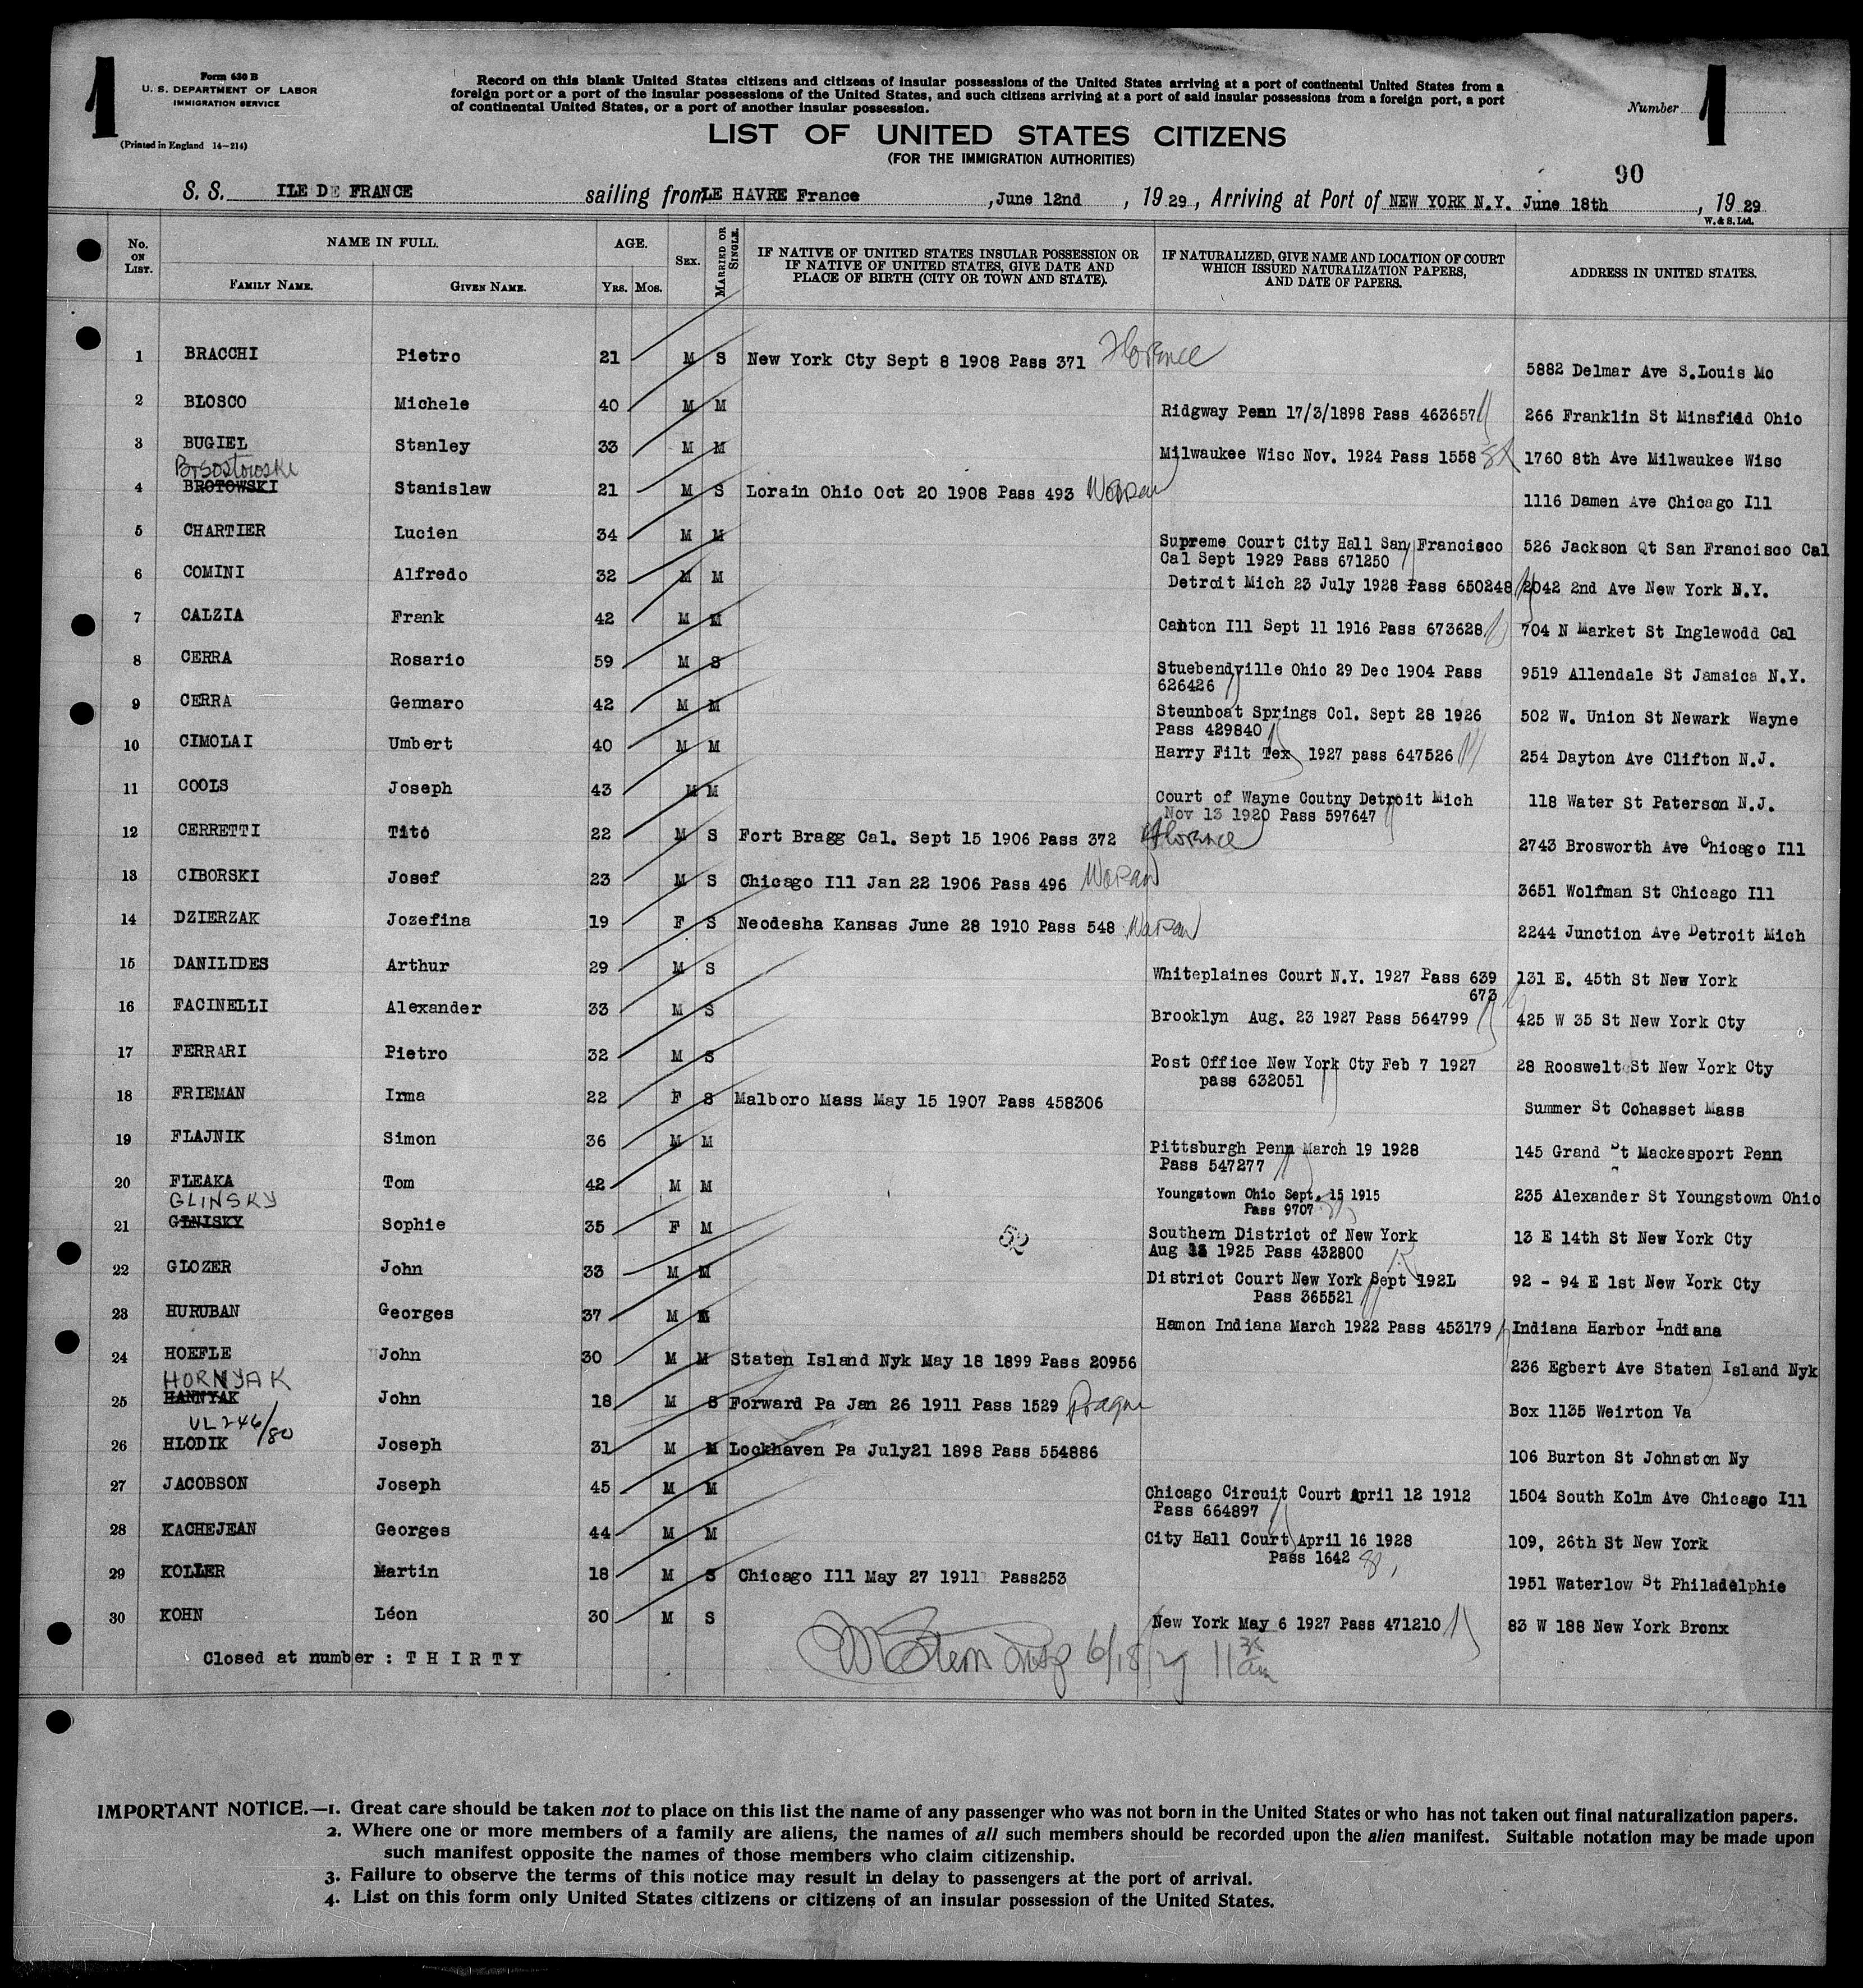 1
Form 630 B
U. S. DEPARTMENT OF LABOR
IMMIGRATION SERVICE
(Printed in England 14—214)
Record on this blank United States citizens and citizens of insular possessions of the United States arriving at a port of continental United States from a
foreign port or a port of the insular possessions of the United States, and such citizens arriving at a port of said insular possessions from a foreign port, a port
of continental United States, or a port of another insular possession.
Number 1
LIST OF UNITED STATES CITIZENS
(FOR THE IMMIGRATION AUTHORITIES)
90
S. S. ILE DE FRANCE sailing from LE HAVRE France, June 12nd, 19 29, Arriving at Port of NEW YORK N.Y. June 18th, 19 29
W. & S. Ltd.
No. ON LIST. NAME IN FULL. FAMILY NAME. GIVEN NAME. AGE. YRS. MOS. SEX. MARRIED OR SINGLE. IF NATIVE OF UNITED STATES INSULAR POSSESSION OR IF NATIVE OF UNITED STATES, GIVE DATE AND PLACE OF BIRTH (CITY OR TOWN AND STATE). IF NATURALIZED, GIVE NAME AND LOCATION OF COURT WHICH ISSUED NATURALIZATION PAPERS, AND DATE OF PAPERS. ADDRESS IN UNITED STATES.
1 BRACCHI Pietro 21 M S New York Cty Sept 8 1908 Pass 371 Florence 5882 Delmar Ave S.Louis Mo
2 BLOSCO Michele 40 M M Ridgway Penn 17/3/1898 Pass 463657 266 Franklin St Minsfield Ohio
3 BUGIEL Stanley 33 M M Milwaukee Wisc Nov. 1924 Pass 1558 1760 8th Ave Milwaukee Wisc
4 BROTOWSKI Stanislaw 21 M S Lorain Ohio Oct 20 1908 Pass 493 Warsaw 1116 Damen Ave Chicago Ill
5 CHARTIER Lucien 34 M M Supreme Court City Hall San Francisco 526 Jackson Qt San Francisco Cal
Cal Sept 1929 Pass 671250
6 COMINI Alfredo 32 M M Detroit Mich 23 July 1928 Pass 650248 2042 2nd Ave New York N.Y.
7 CALZIA Frank 42 M M Canton Ill Sept 11 1916 Pass 673628 704 N Market St Inglewodd Cal
8 CERRA Rosario 59 M S Stuebendville Ohio 29 Dec 1904 Pass 9519 Allendale St Jamaica N.Y.
626426
9 CERRA Gennaro 42 M M Steunboat Springs Col. Sept 28 1926 502 W. Union St Newark Wayne
Pass 429840
10 CIMOLAI Umbert 40 M M Harry Filt Tex 1927 pass 647526 254 Dayton Ave Clifton N.J.
11 COOLS Joseph 43 M M Court of Wayne Coutny Detroit Mich 118 Water St Paterson N.J.
Nov 13 1920 Pass 597647
12 CERRETTI Tito 22 M S Fort Bragg Cal. Sept 15 1906 Pass 372 Florence 2743 Brosworth Ave Chicago Ill
13 CIBORSKI Josef 23 M S Chicago Ill Jan 22 1906 Pass 496 Warsaw 3651 Wolfman St Chicago Ill
14 DZIERZAK Jozefina 19 F S Neodesha Kansas June 28 1910 Pass 548 Warsaw 2244 Junction Ave Detroit Mich
15 DANILIDES Arthur 29 M S Whiteplaines Court N.Y. 1927 Pass 639 131 E. 45th St New York
673
16 FACINELLI Alexander 33 M S Brooklyn Aug. 23 1927 Pass 564799 425 W 35 St New York Cty
17 FERRARI Pietro 32 M S Post Office New York Cty Feb 7 1927 28 Rooswelt St New York Cty
pass 632051
18 FRIEMAN Irma 22 F S Malboro Mass May 15 1907 Pass 458306 Summer St Cohasset Mass
19 FLAJNIK Simon 36 M M Pittsburgh Penn March 19 1928 145 Grand St Mackesport Penn
Pass 547277
20 FLEAKA Tom 42 M M Youngstown Ohio Sept. 15 1915 235 Alexander St Youngstown Ohio
Pass 9707
GLINSKY
21 GINISKY Sophie 35 F M 52 Southern District of New York 13 E 14th St New York Cty
Aug 1925 Pass 432800
22 GLOZER John 33 M M District Court New York Sept 192L 92 - 94 E 1st New York Cty
Pass 365521
23 HURUBAN Georges 37 M M Hamon Indiana March 1922 Pass 453179 Indiana Harbor Indiana
24 HOEFLE John 30 M M Staten Island Nyk May 18 1899 Pass 20956 236 Egbert Ave Staten Island Nyk
HORNYAK
25 HANNYAK John 18 M S Forward Pa Jan 26 1911 Pass 1529 Prague Box 1135 Weirton Va
VL 246/80
26 HLODIK Joseph 31 M M Lockhaven Pa July21 1898 Pass 554886 106 Burton St Johnston Ny
27 JACOBSON Joseph 45 M M Chicago Circuit Court April 12 1912 1504 South Kolm Ave Chicago Ill
Pass 664897
28 KACHEJEAN Georges 44 M M City Hall Court April 16 1928 109, 26th St New York
Pass 1642
29 KOLLER Martin 18 M S Chicago Ill May 27 1911 Pass253 1951 Waterlow St Philadelphie
30 KOHN Léon 30 M S New York May 6 1927 Pass 471210 83 W 188 New York Bronx
Closed at number : T H I R T Y
Stern Insp 6/18/29 11 am
IMPORTANT NOTICE.—1. Great care should be taken not to place on this list the name of any passenger who was not born in the United States or who has not taken out final naturalization papers.
2. Where one or more members of a family are aliens, the names of all such members should be recorded upon the alien manifest. Suitable notation may be made upon
such manifest opposite the names of those members who claim citizenship.
3. Failure to observe the terms of this notice may result in delay to passengers at the port of arrival.
4. List on this form only United States citizens or citizens of an insular possession of the United States.